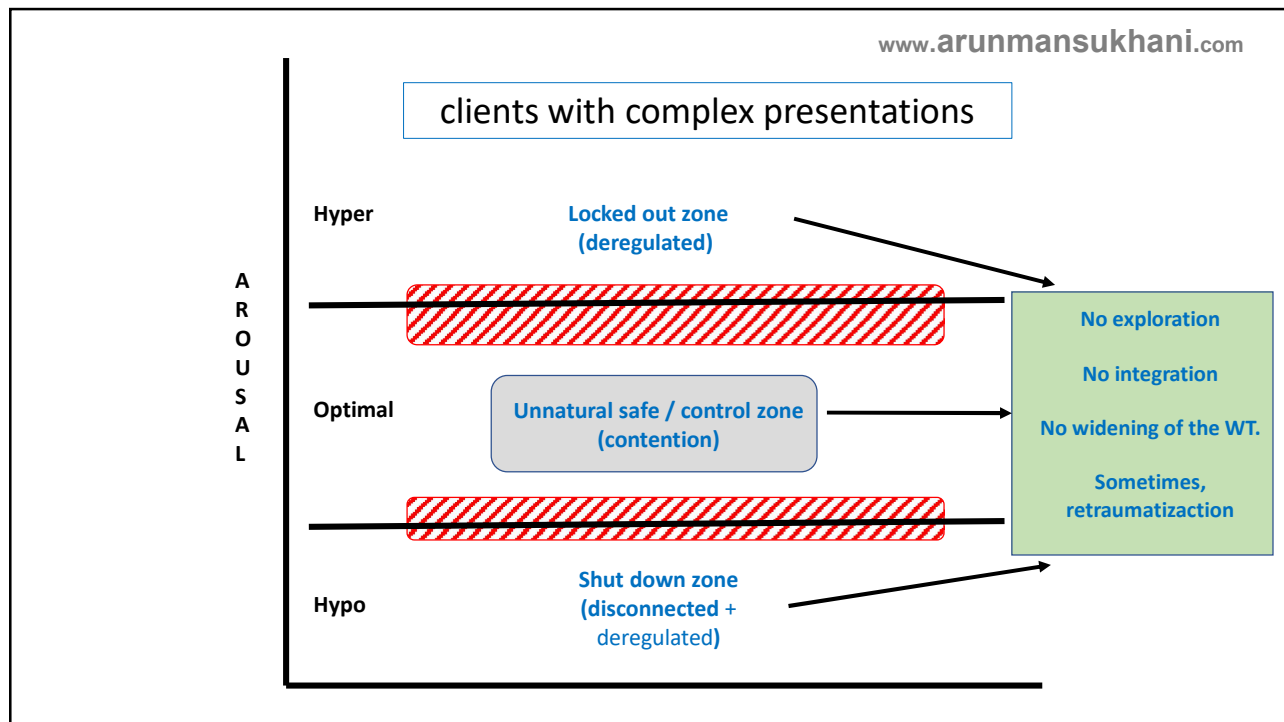 www.arunmansukhani.com
clients with complex presentations
Hyper
Locked out zone
(deregulated)
A
R
O
U
S
A
L
Optimal
Unnatural safe / control zone
(contention)
No exploration
No integration
No widening of the WT.
Sometimes,
retraumatizaction
Hypo
Shut down zone
(disconnected +
deregulated)